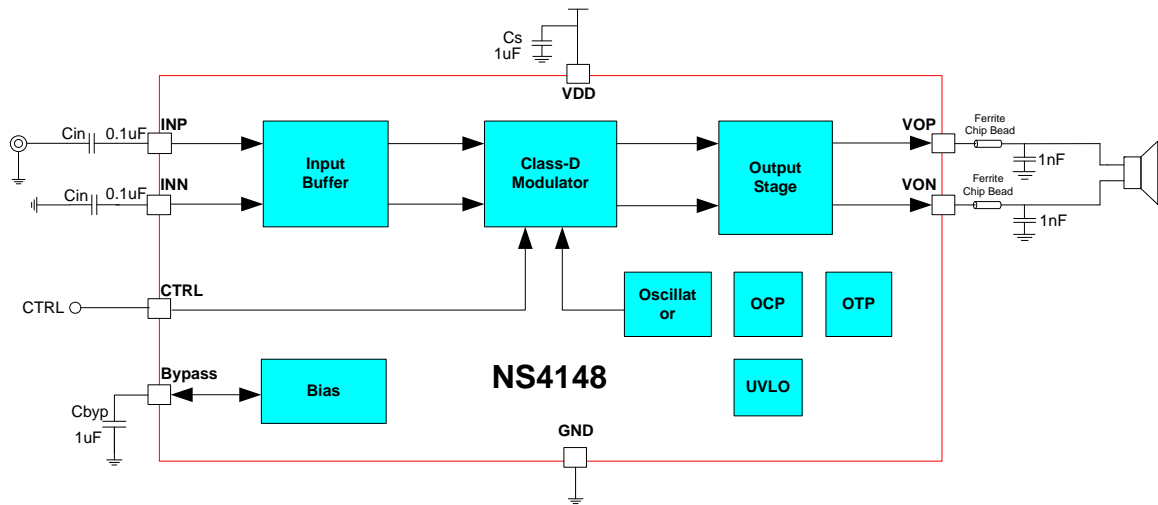 Cs
1uF
VDD
Cin
0.1uF
INP
Input
Buffer
Class-D
Modulator
Output
Stage
VOP
Ferrite
Chip Bead
1nF
Cin
0.1uF
INN
VON
Ferrite
Chip Bead
1nF
CTRL
CTRL
Oscillat
or
OCP
OTP
Bypass
Bias
NS4148
UVLO
Cbyp
1uF
GND